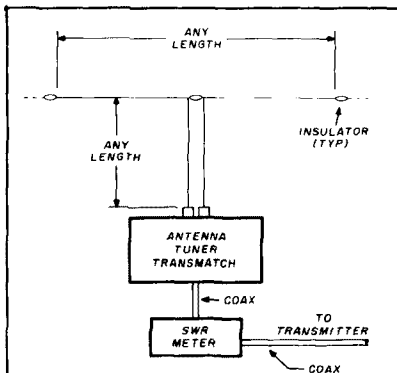 ANY
LENGTH
ANY
LENGTH
INSULATOR
(TYP)
ANTENNA
TUNER
TRANSMATCH
COAX
SWR
METER
TO
TRANSMITTER
COAX